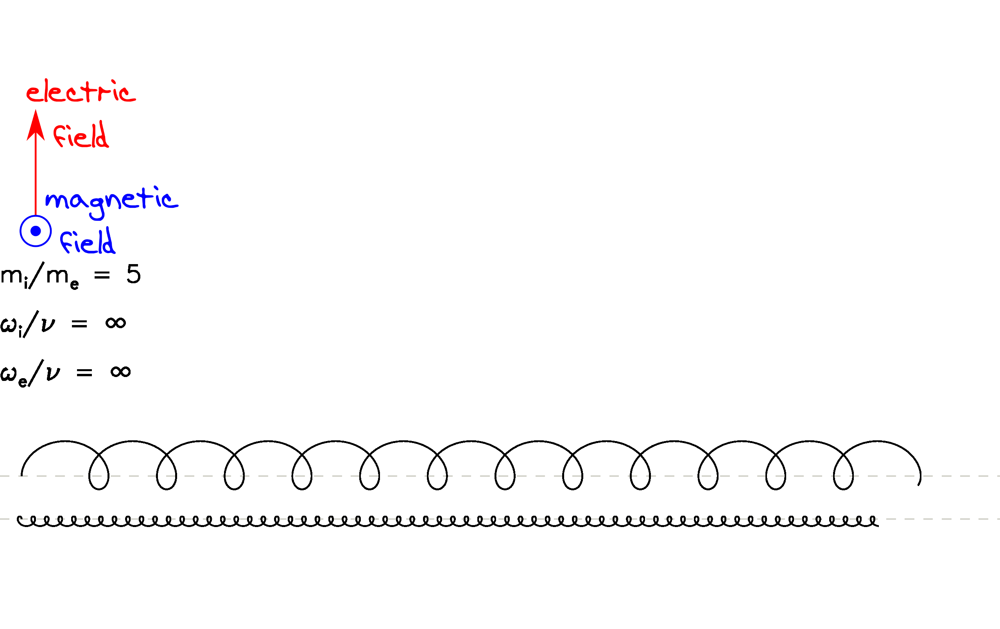 electric
field
magnetic
field
mᵢ/mₑ = 5
ωᵢ/ν = ∞
ωₑ/ν = ∞